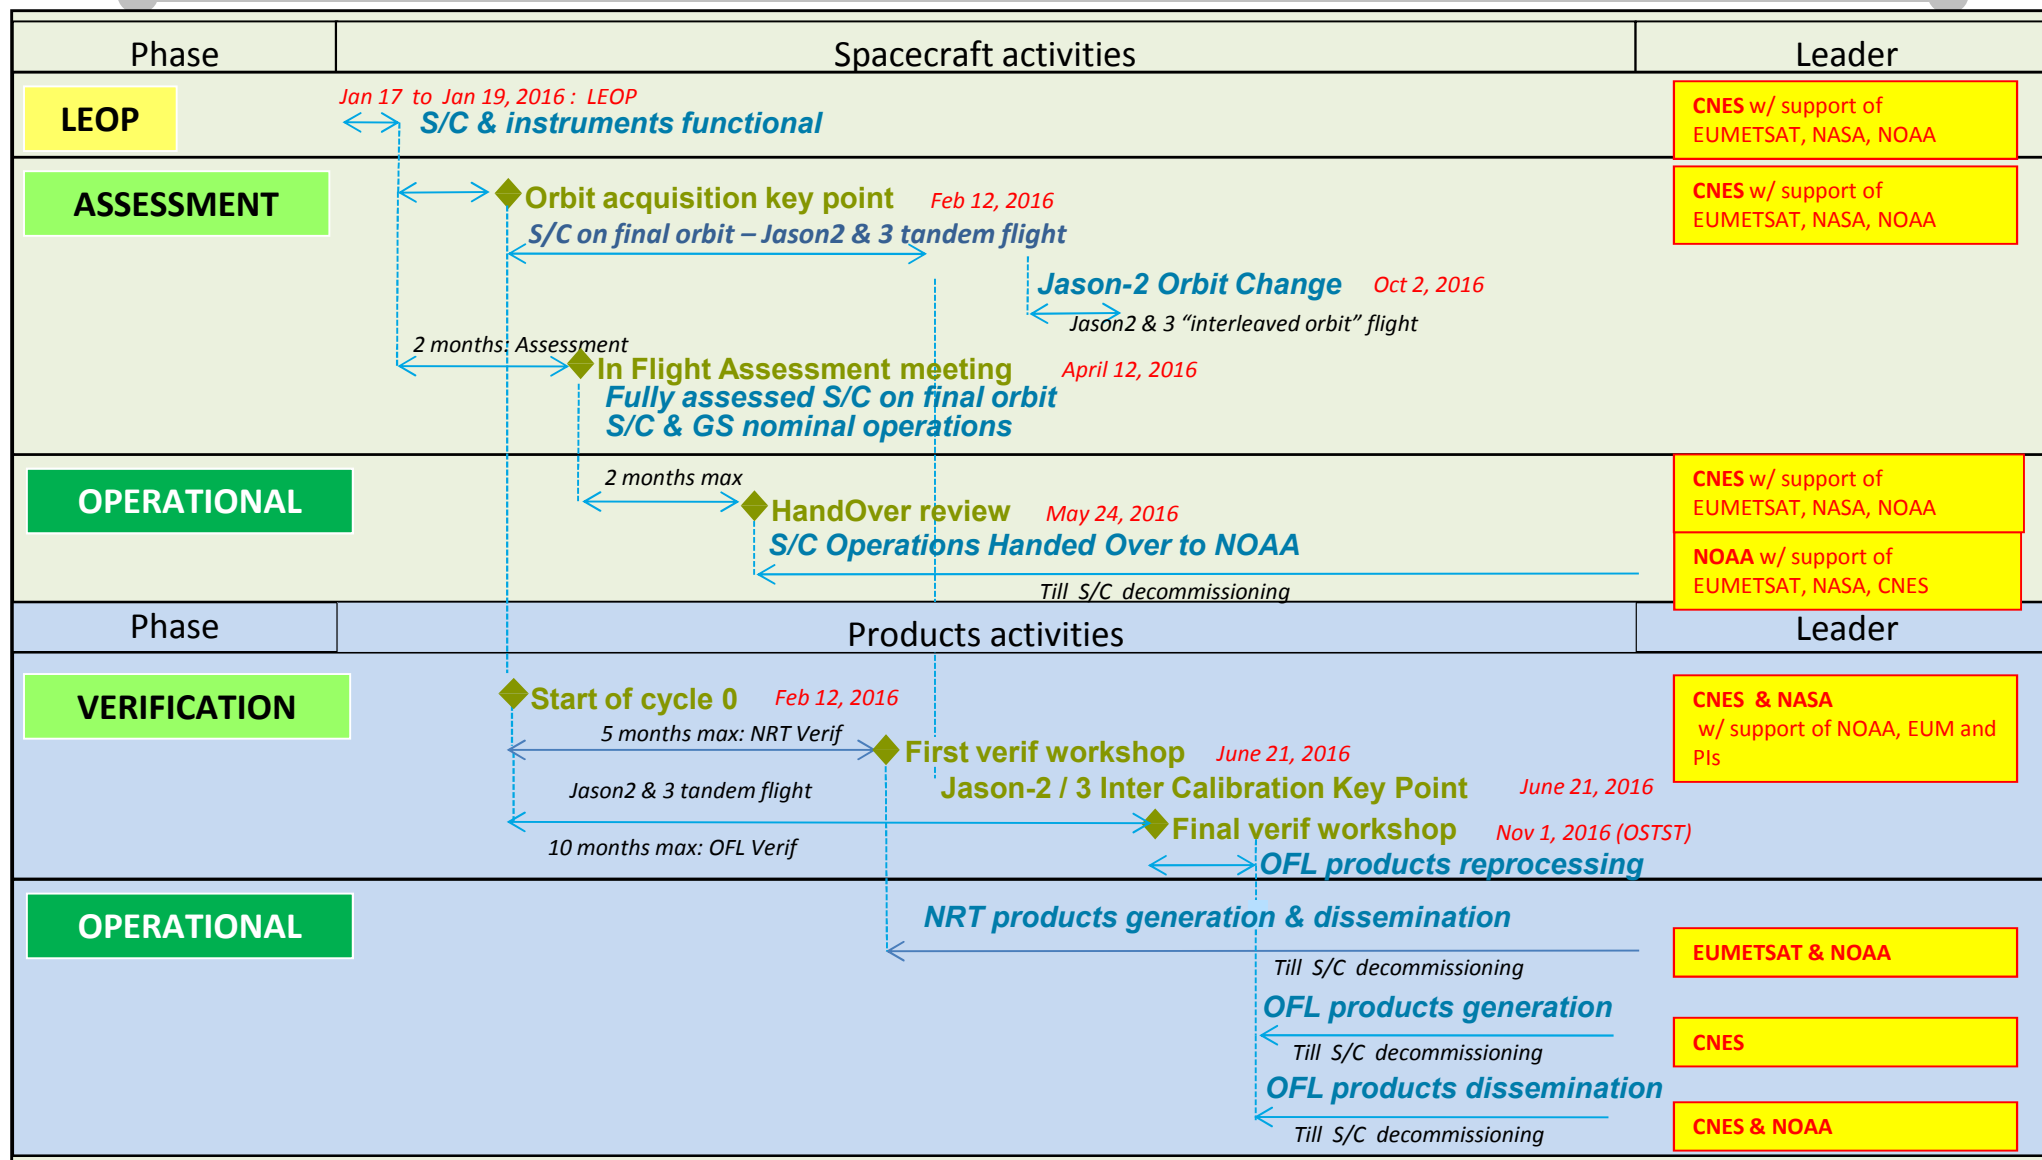 Phase
Spacecraft activities
Leader
LEOP
Jan 17 to Jan 19, 2016 : LEOP
S/C & instruments functional
CNES w/ support of
EUMETSAT, NASA, NOAA
ASSESSMENT
Orbit acquisition key point
Feb 12, 2016
S/C on final orbit – Jason2 & 3 tandem flight
CNES w/ support of
EUMETSAT, NASA, NOAA
Jason-2 Orbit Change
Oct 2, 2016
Jason2 & 3 “interleaved orbit” flight
2 months: Assessment
In Flight Assessment meeting
April 12, 2016
Fully assessed S/C on final orbit
S/C & GS nominal operations
OPERATIONAL
2 months max
HandOver review
May 24, 2016
S/C Operations Handed Over to NOAA
Till S/C decommissioning
CNES w/ support of
EUMETSAT, NASA, NOAA
NOAA w/ support of
EUMETSAT, NASA, CNES
Phase
Products activities
Leader
VERIFICATION
Start of cycle 0
Feb 12, 2016
5 months max: NRT Verif
First verif workshop
June 21, 2016
Jason2 & 3 tandem flight
Jason-2 / 3 Inter Calibration Key Point
June 21, 2016
Final verif workshop
Nov 1, 2016 (OSTST)
10 months max: OFL Verif
OFL products reprocessing
CNES & NASA
w/ support of NOAA, EUM and
PIs
OPERATIONAL
NRT products generation & dissemination
Till S/C decommissioning
EUMETSAT & NOAA
OFL products generation
Till S/C decommissioning
CNES
OFL products dissemination
Till S/C decommissioning
CNES & NOAA